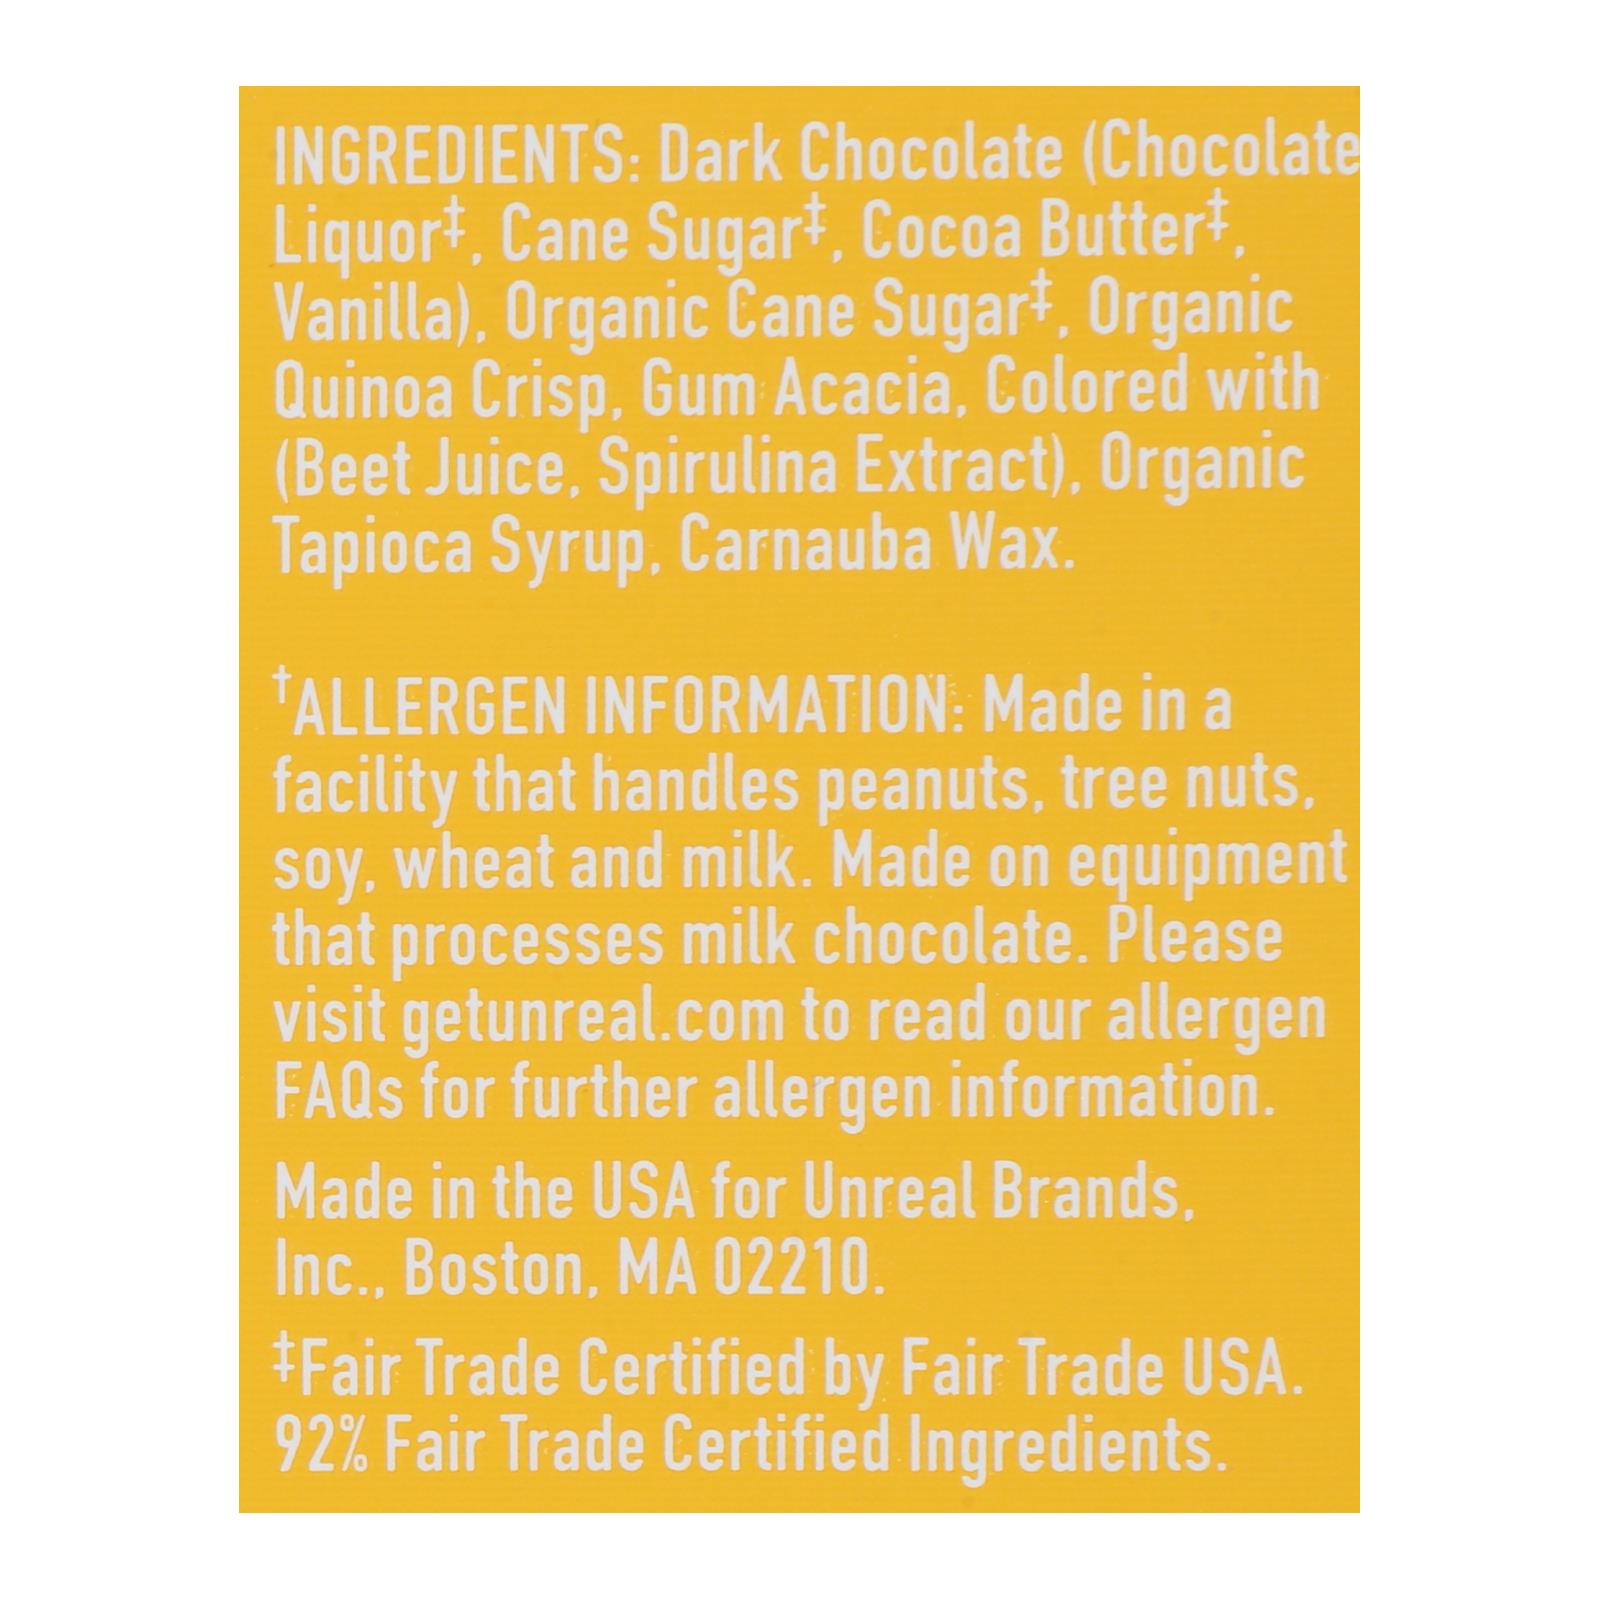 INGREDIENTS: Dark Chocolate (Chocolate
Liquor‡, Cane Sugar‡, Cocoa Butter‡,
Vanilla), Organic Cane Sugar‡, Organic
Quinoa Crisp, Gum Acacia, Colored with
(Beet Juice, Spirulina Extract), Organic
Tapioca Syrup, Carnauba Wax.
†ALLERGEN INFORMATION: Made in a
facility that handles peanuts, tree nuts,
soy, wheat and milk. Made on equipment
that processes milk chocolate. Please
visit getunreal.com to read our allergen
FAQs for further allergen information.
Made in the USA for Unreal Brands,
Inc., Boston, MA 02210.
‡Fair Trade Certified by Fair Trade USA.
92% Fair Trade Certified Ingredients.